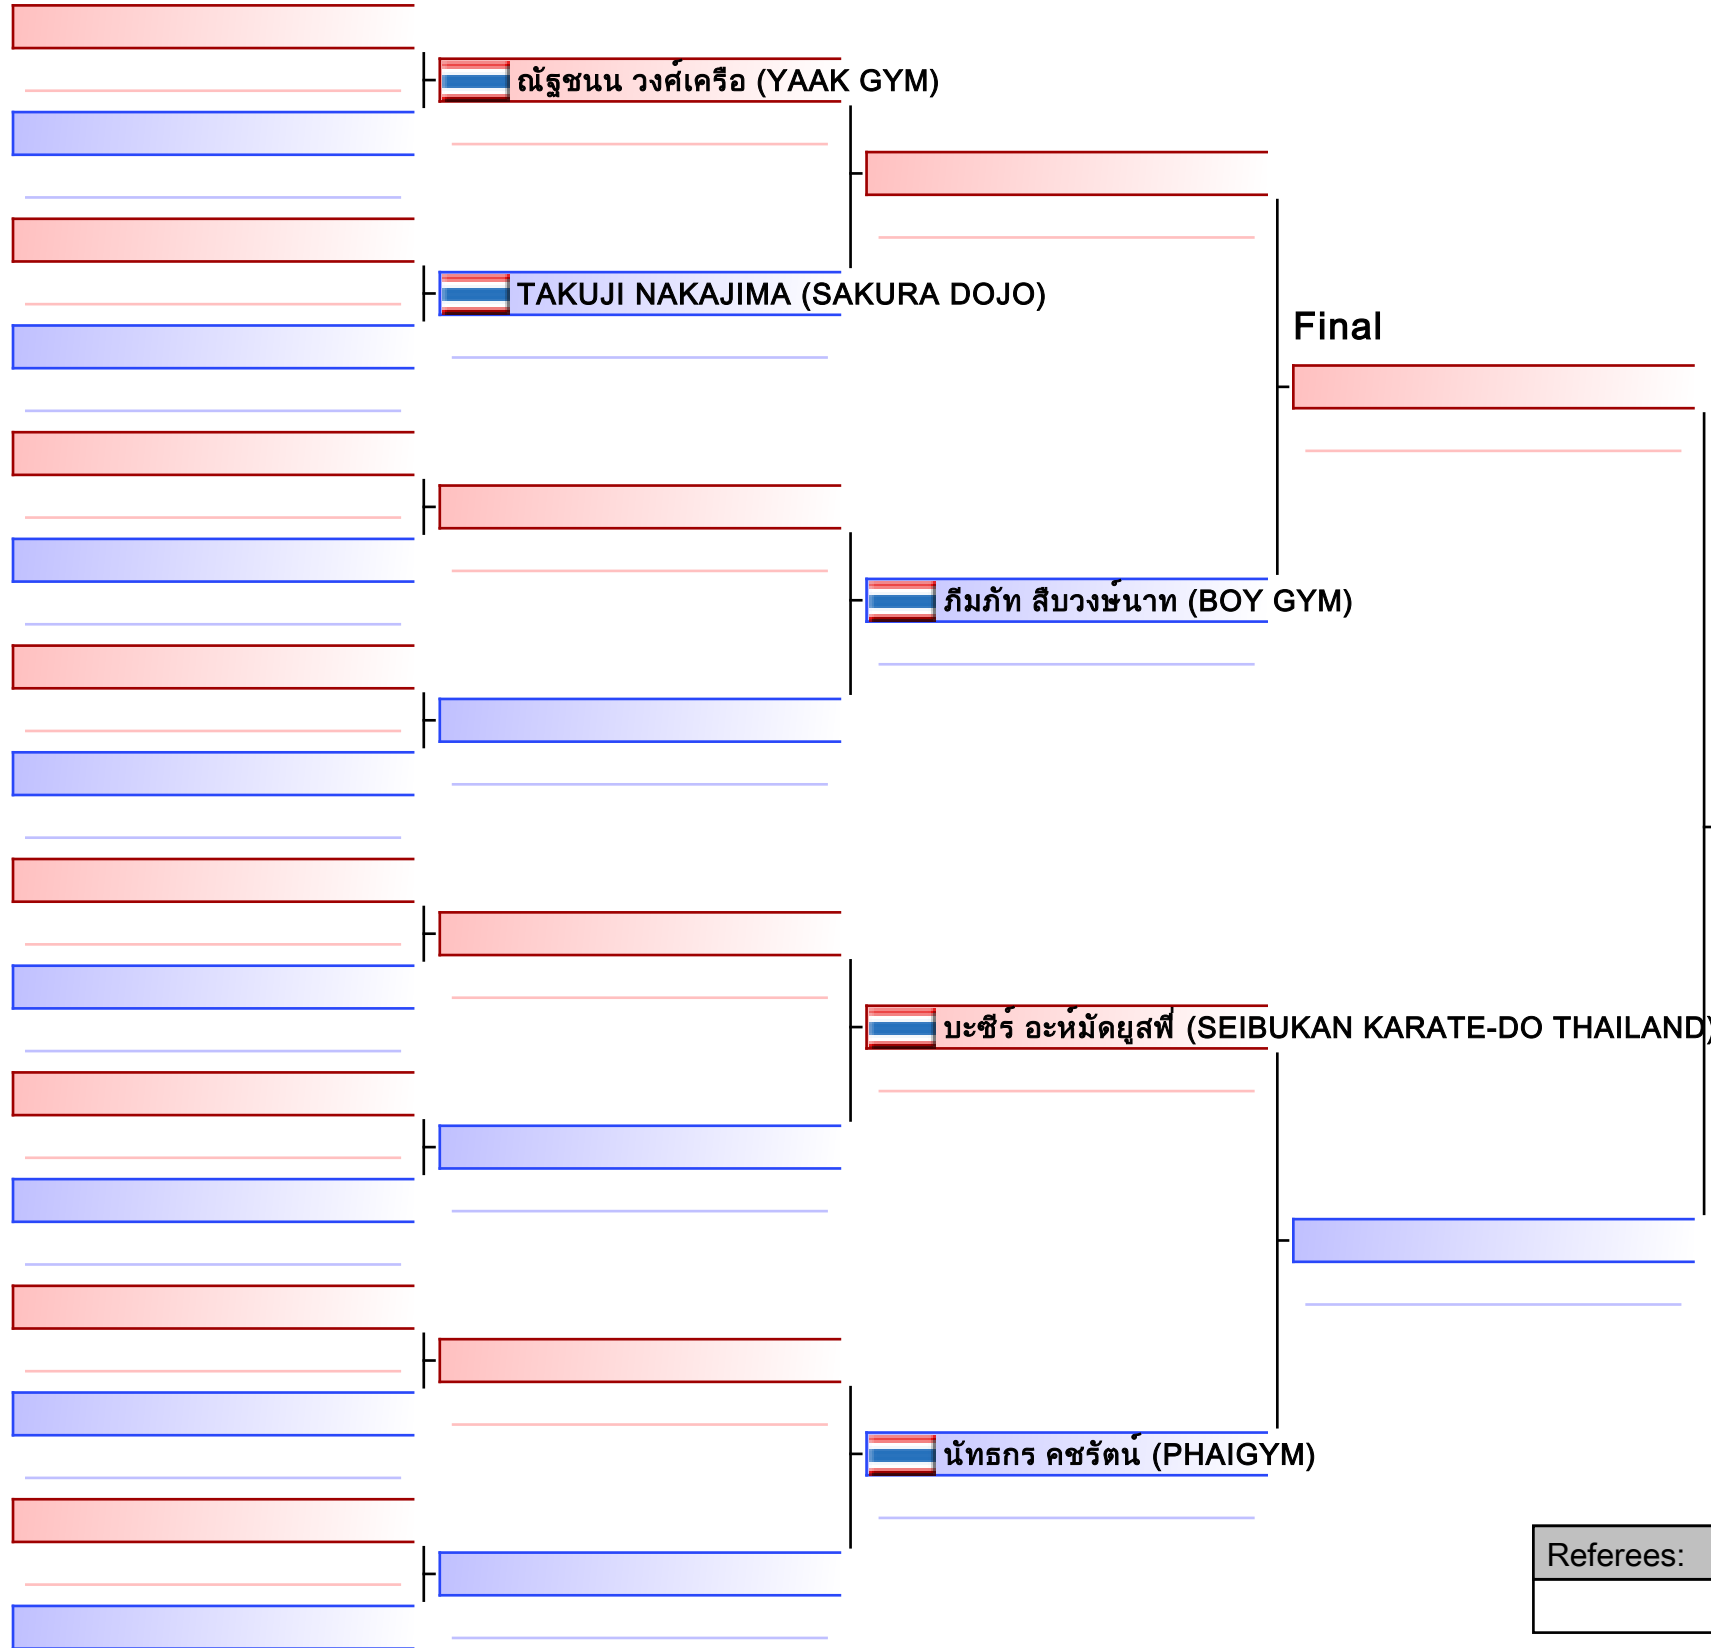 ณัฐชนน วงศ์เครือ (YAAK GYM)
TAKUJI NAKAJIMA (SAKURA DOJO)
Final
ภีมภัท สืบวงษ์นาท (BOY GYM)
บะซีร์ อะห์มัดยูสฟี (SEIBUKAN KARATE-DO THAILAND)
นัทธกร คชรัตน์ (PHAIGYM)
Referees: